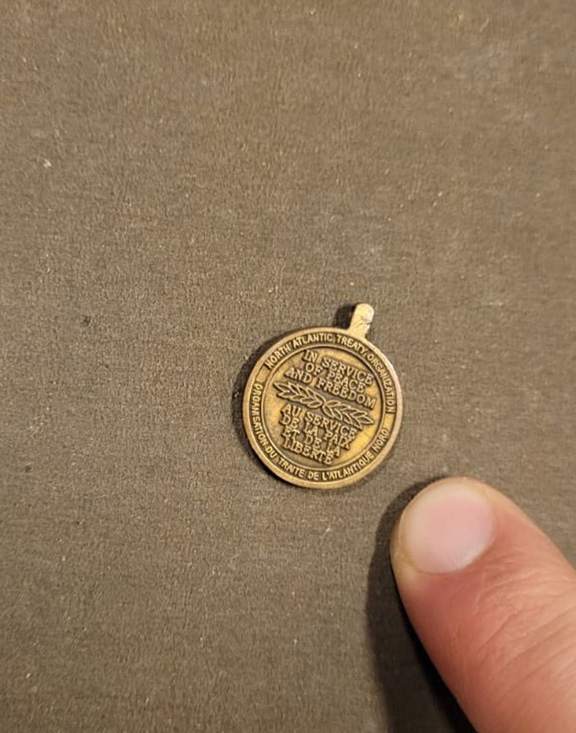 NORTH ATLANTIC TREATY ORGANIZATION
IN SERVICE
OF PEACE
AND FREEDOM
AU SERVICE
DE LA PAIX
ET DE LA
LIBERTÉ
ORGANISATION DU TRAITE DE L'ATLANTIQUE NORD